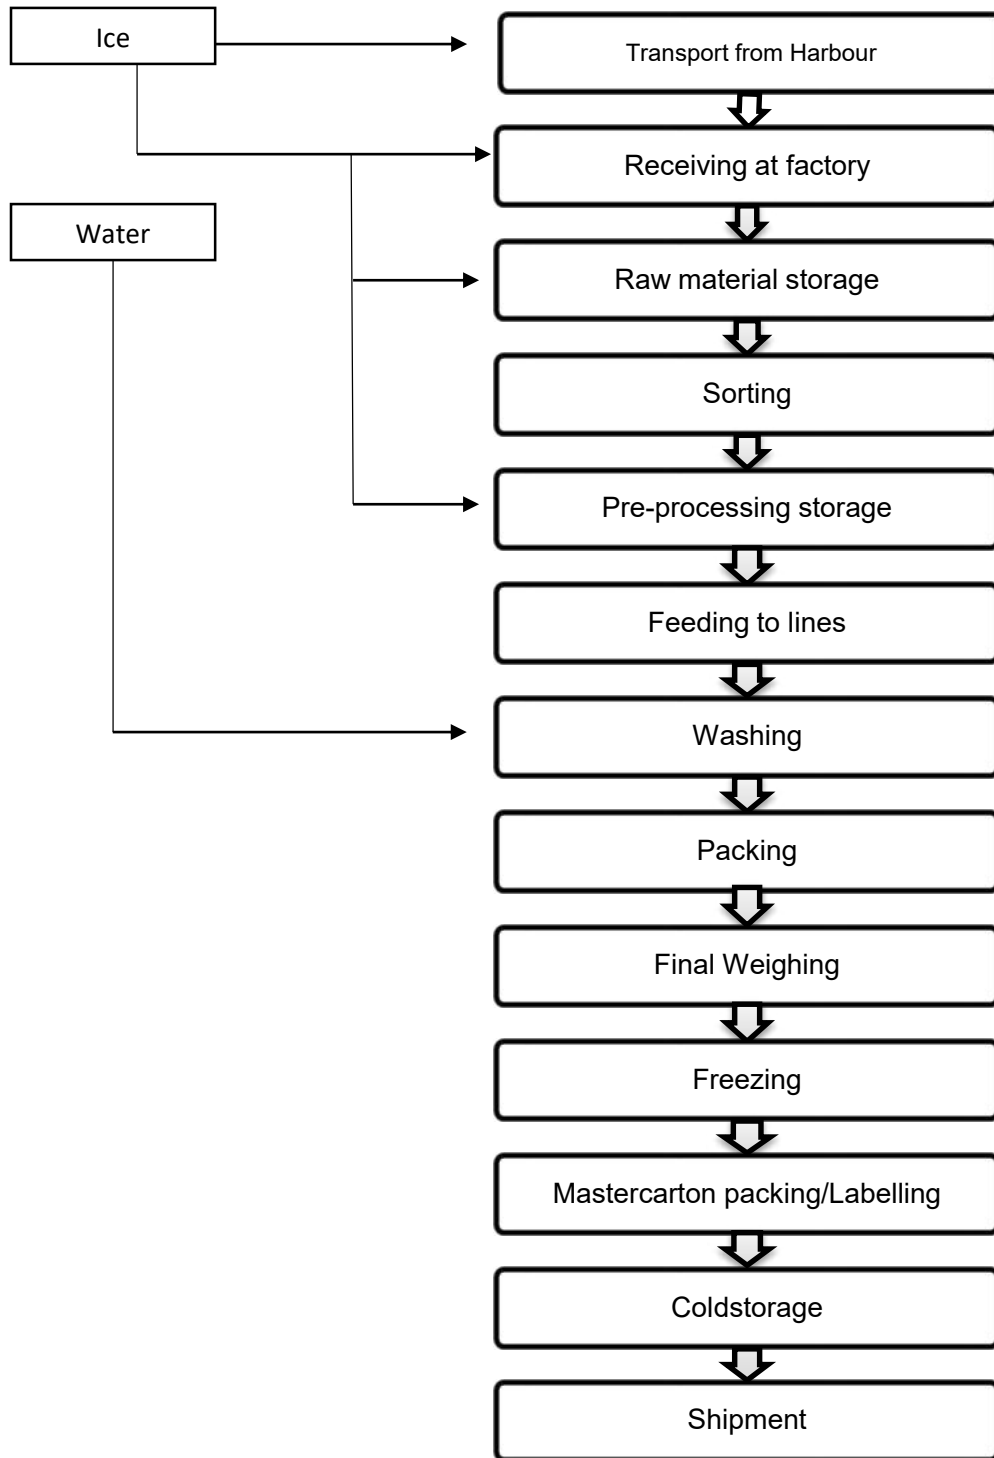 Ice
Transport from Harbour
Receiving at factory
Water
Raw material storage
Sorting
Pre-processing storage
Feeding to lines
Washing
Packing
Final Weighing
Freezing
Mastercarton packing/Labelling
Coldstorage
Shipment